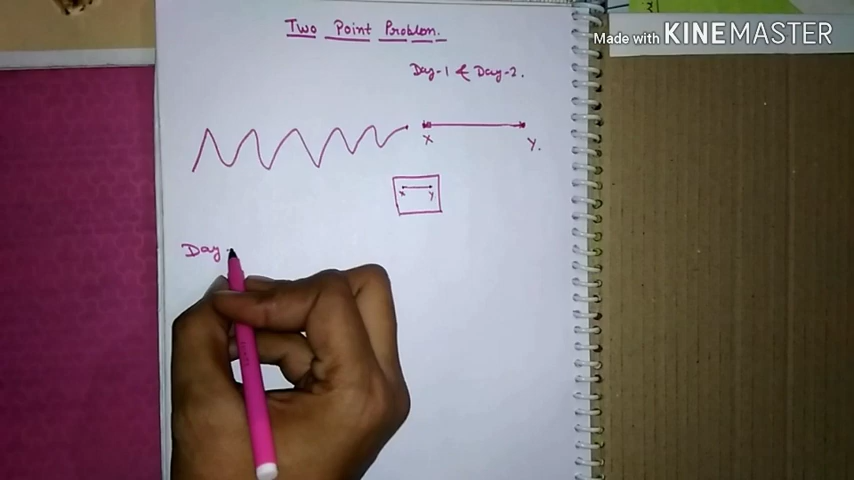 Made with KINEMASTER
Two Point Problem.
Day-1 & Day-2.
X Y.
X Y
Day -